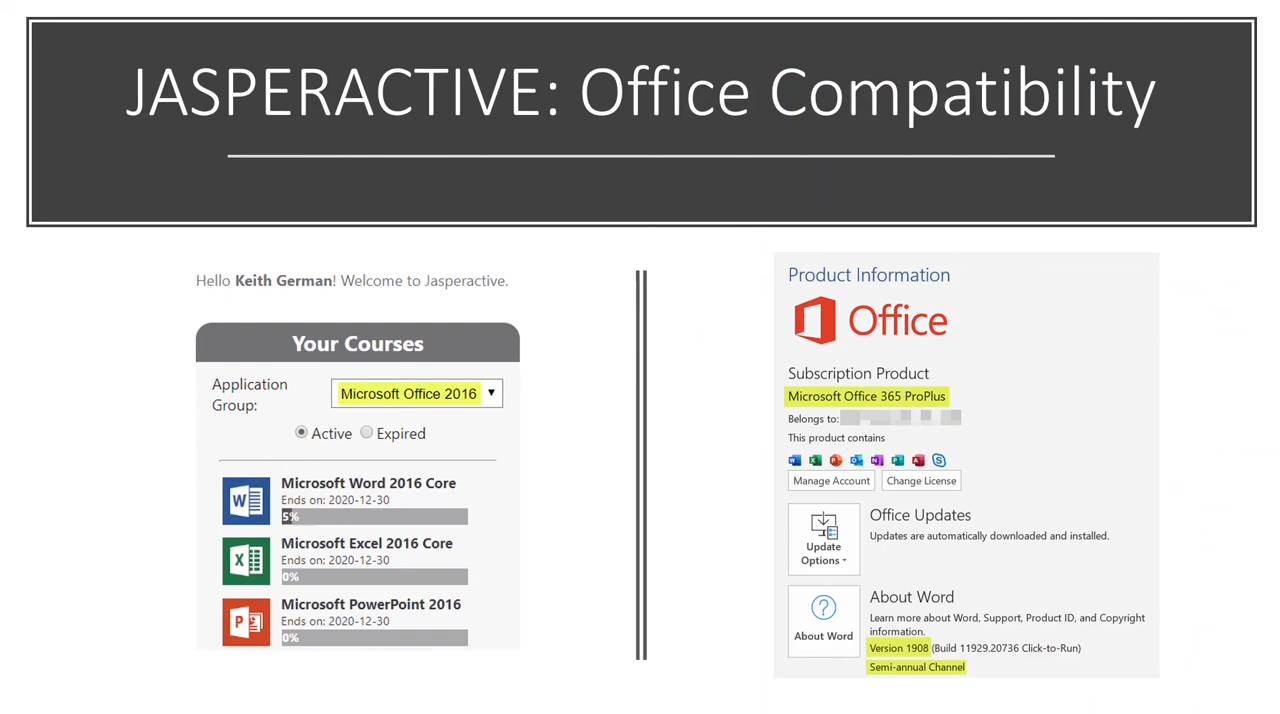 JASPERACTIVE: Office Compatibility
Hello Keith German! Welcome to Jasperactive.
Your Courses
Application
Group:
Microsoft Office 2016
Active
Expired
Microsoft Word 2016 Core
Ends on: 2020-12-30
5%
Microsoft Excel 2016 Core
Ends on: 2020-12-30
0%
Microsoft PowerPoint 2016
Ends on: 2020-12-30
0%
Product Information
Office
Subscription Product
Microsoft Office 365 ProPlus
Belongs to:
This product contains
Manage Account
Change License
Update
Options
Office Updates
Updates are automatically downloaded and installed.
About Word
About Word
Learn more about Word, Support, Product ID, and Copyright
information.
Version 1908 (Build 11929.20736 Click-to-Run)
Semi-annual Channel